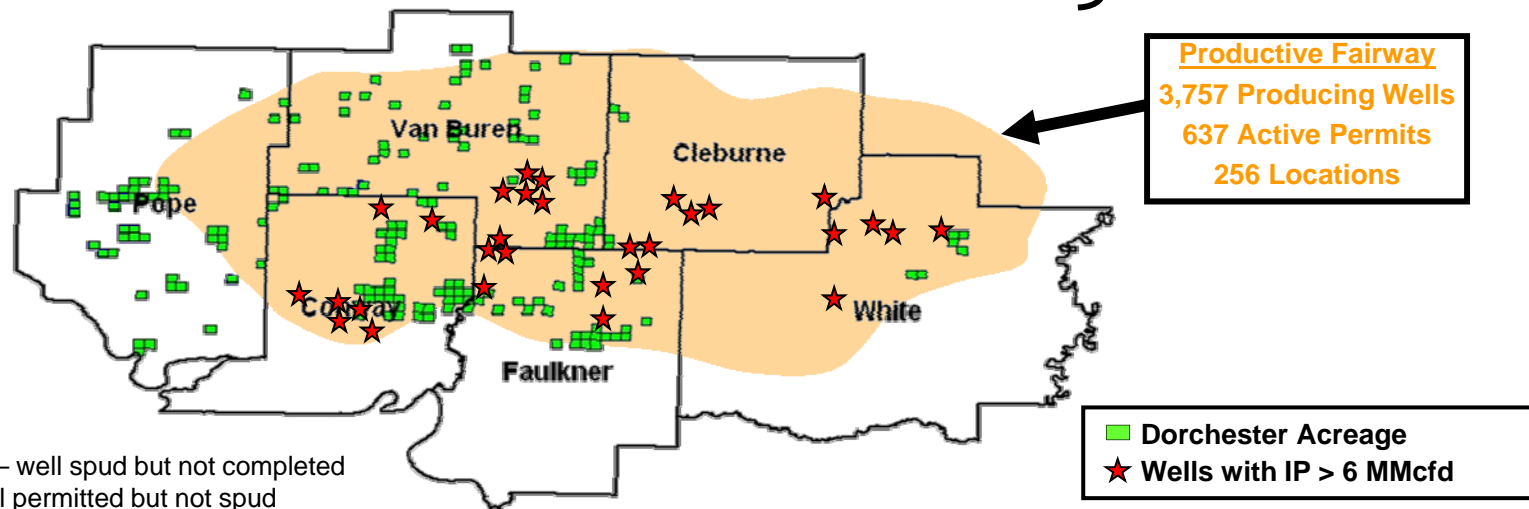 Productive Fairway
3,757 Producing Wells
637 Active Permits
256 Locations
Van Buren
Cleburne
Pope
Conway
White
Faulkner
Dorchester Acreage
Wells with IP > 6 MMcfd
– well spud but not completed
permitted but not spud